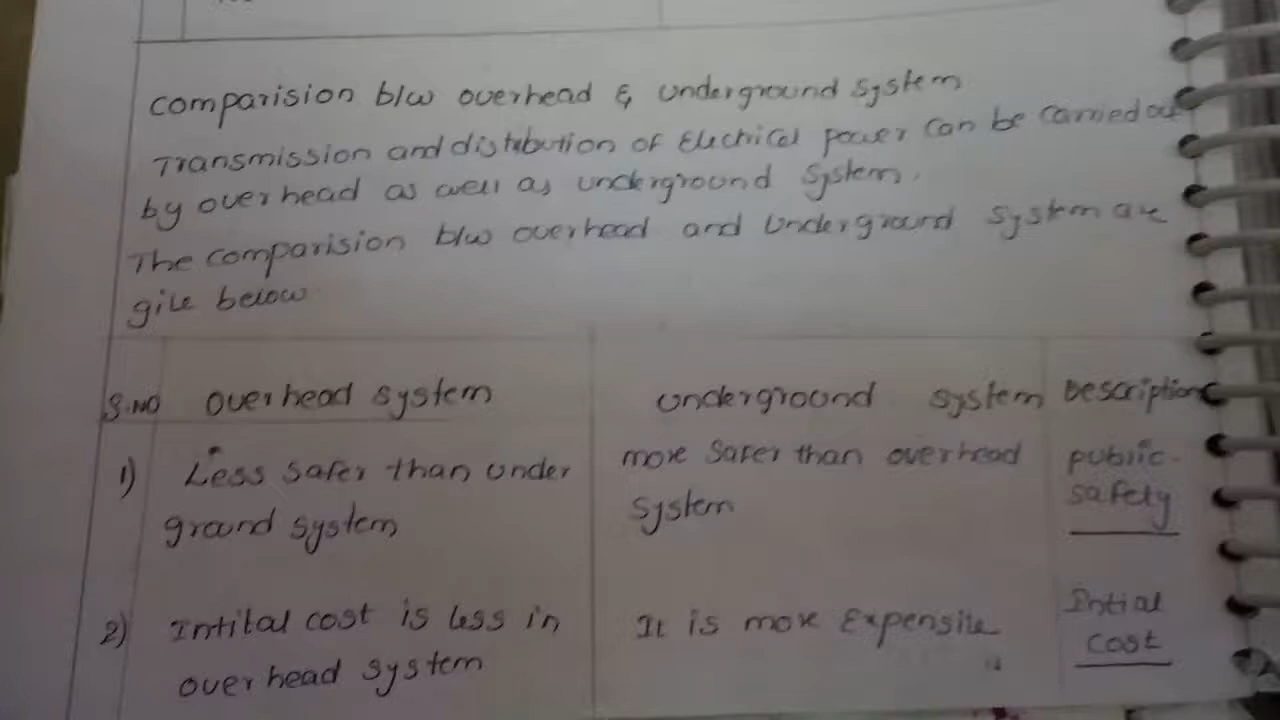 comparision b/w overhead & underground system
Transmission and distribution of Electrical power can be carried out
by overhead as well as underground system.
The comparision b/w overhead and underground system are
give below
S.NO overhead system underground system Description
1) Less safer than under more safer than overhead public
ground system system safety
2) Intital cost is less in It is more Expensive Intial
overhead system cost